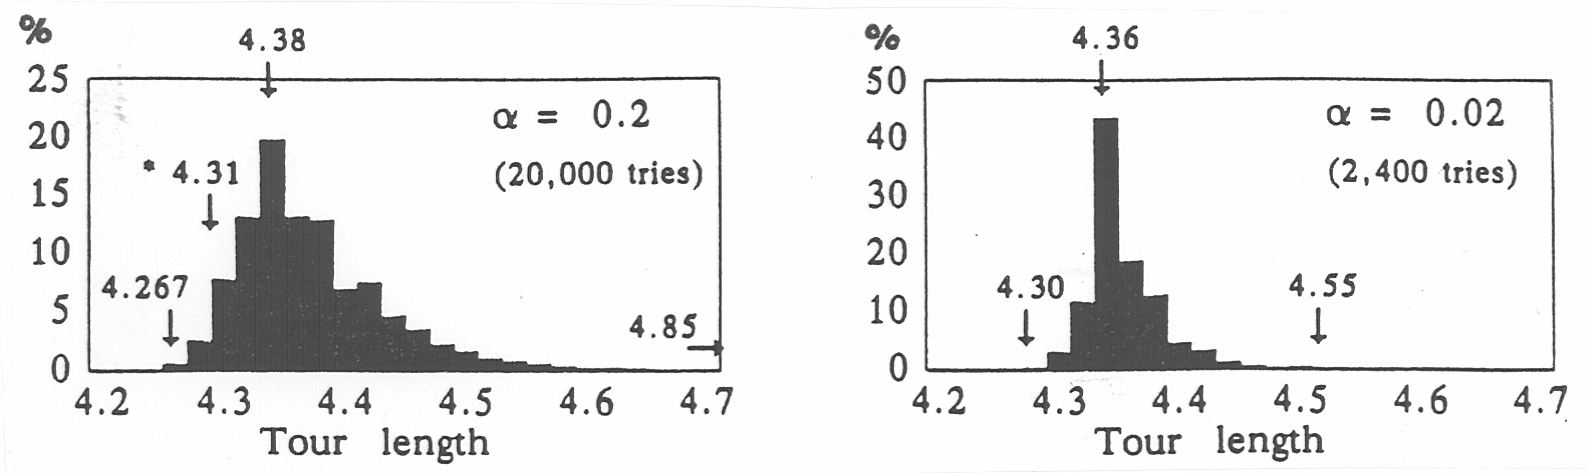 %
4.38
25
20
15
10
5
0
α = 0.2
(20,000 tries)
* 4.31
4.267
4.85
4.2 4.3 4.4 4.5 4.6 4.7
Tour length
%
4.36
50
40
30
20
10
0
α = 0.02
(2,400 tries)
4.30
4.55
4.2 4.3 4.4 4.5 4.6 4.7
Tour length